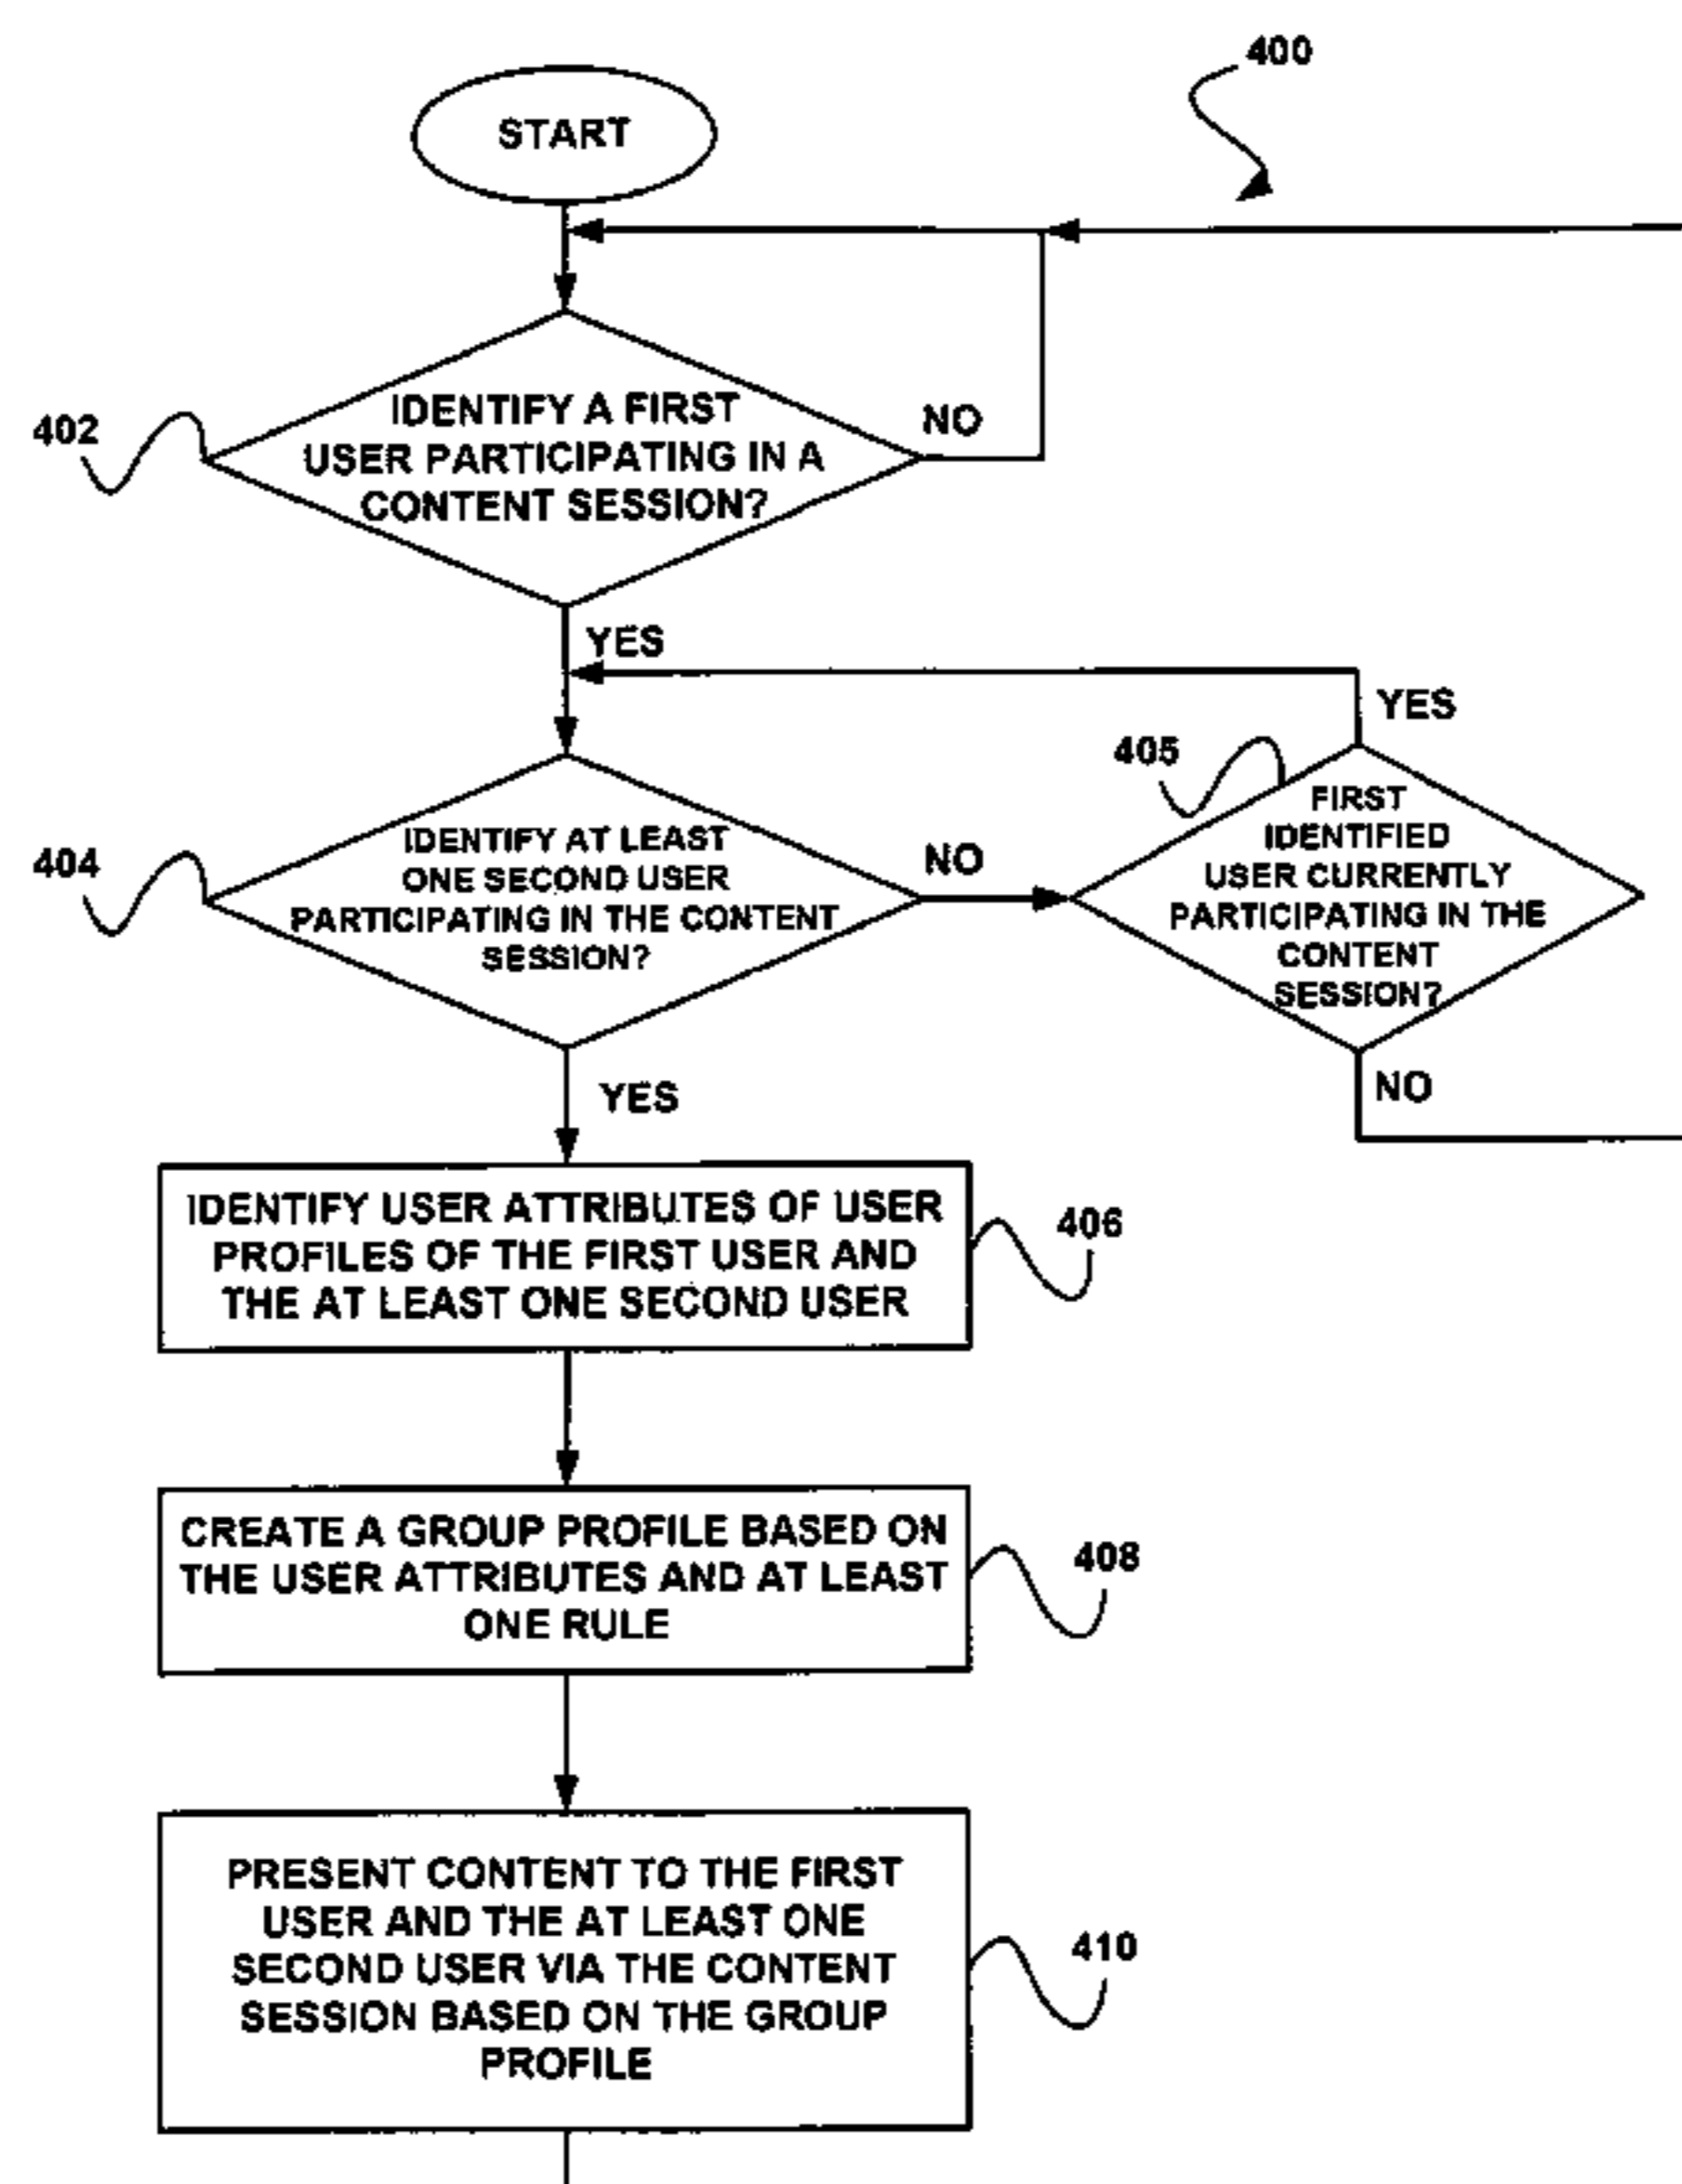 400
START
402
IDENTIFY A FIRST
USER PARTICIPATING IN A
CONTENT SESSION?
NO
YES
YES
405
FIRST
IDENTIFIED
USER CURRENTLY
PARTICIPATING IN THE
CONTENT
SESSION?
404
IDENTIFY AT LEAST
ONE SECOND USER
PARTICIPATING IN THE CONTENT
SESSION?
NO
NO
YES
IDENTIFY USER ATTRIBUTES OF USER
PROFILES OF THE FIRST USER AND
THE AT LEAST ONE SECOND USER
406
CREATE A GROUP PROFILE BASED ON
THE USER ATTRIBUTES AND AT LEAST
ONE RULE
408
PRESENT CONTENT TO THE FIRST
USER AND THE AT LEAST ONE
SECOND USER VIA THE CONTENT
SESSION BASED ON THE GROUP
PROFILE
410